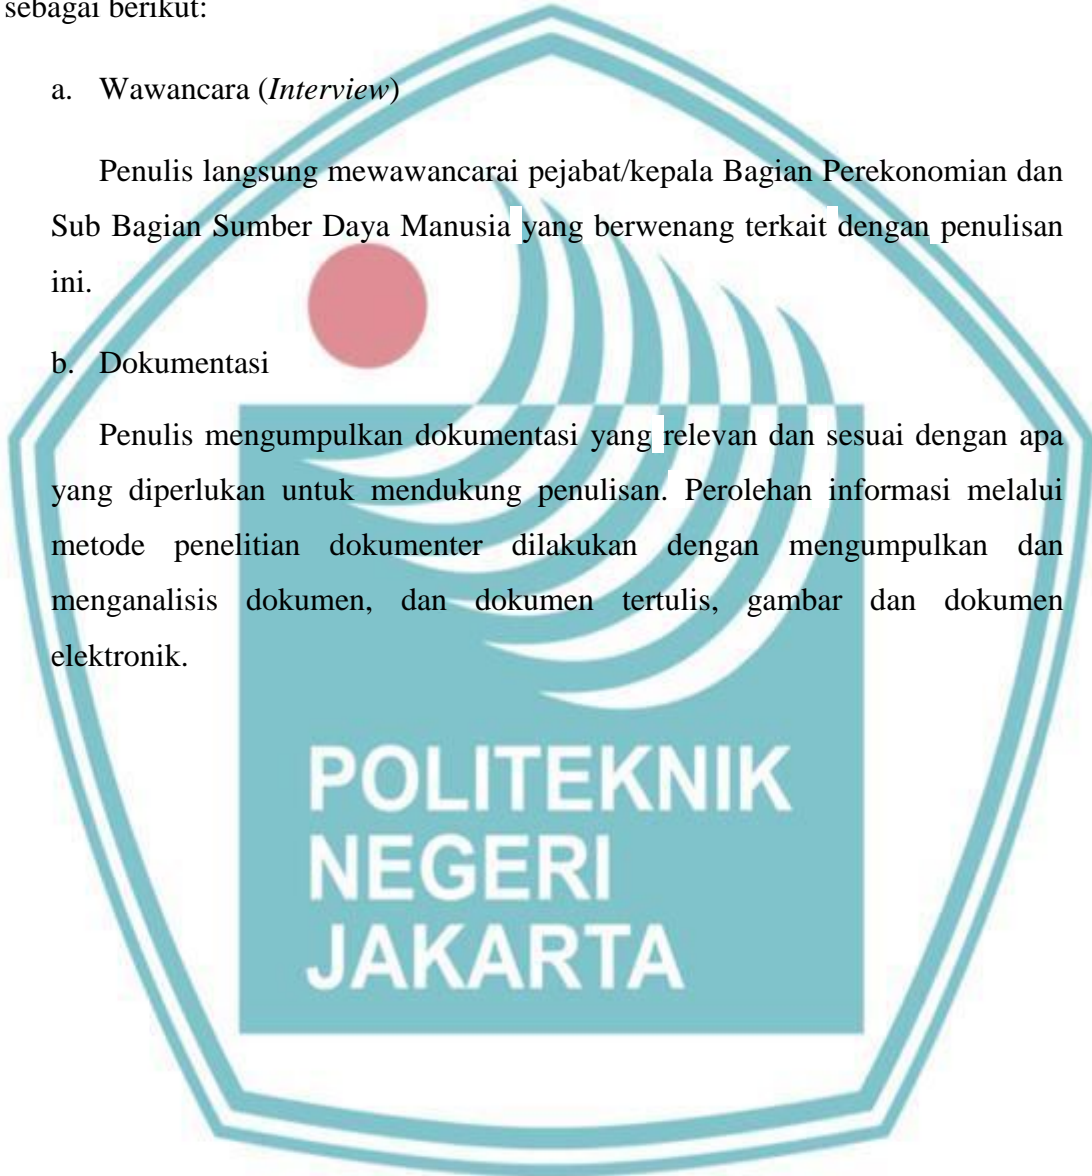 sebagai berikut:
a. Wawancara (Interview)
Penulis langsung mewawancarai pejabat/kepala Bagian Perekonomian dan
Sub Bagian Sumber Daya Manusia yang berwenang terkait dengan penulisan
ini.
b. Dokumentasi
Penulis mengumpulkan dokumentasi yang relevan dan sesuai dengan apa
yang diperlukan untuk mendukung penulisan. Perolehan informasi melalui
metode penelitian dokumenter dilakukan dengan mengumpulkan dan
menganalisis dokumen, dan dokumen tertulis, gambar dan dokumen
elektronik.
POLITEKNIK
NEGERI
JAKARTA